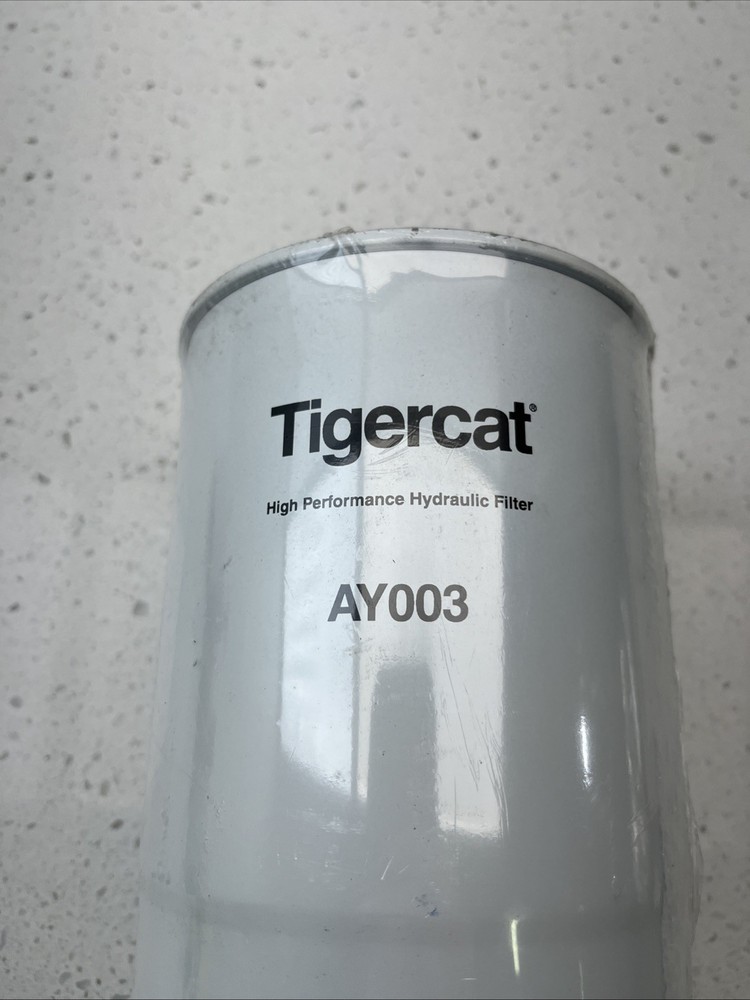 Tigercat®
High Performance Hydraulic Filter
AY003